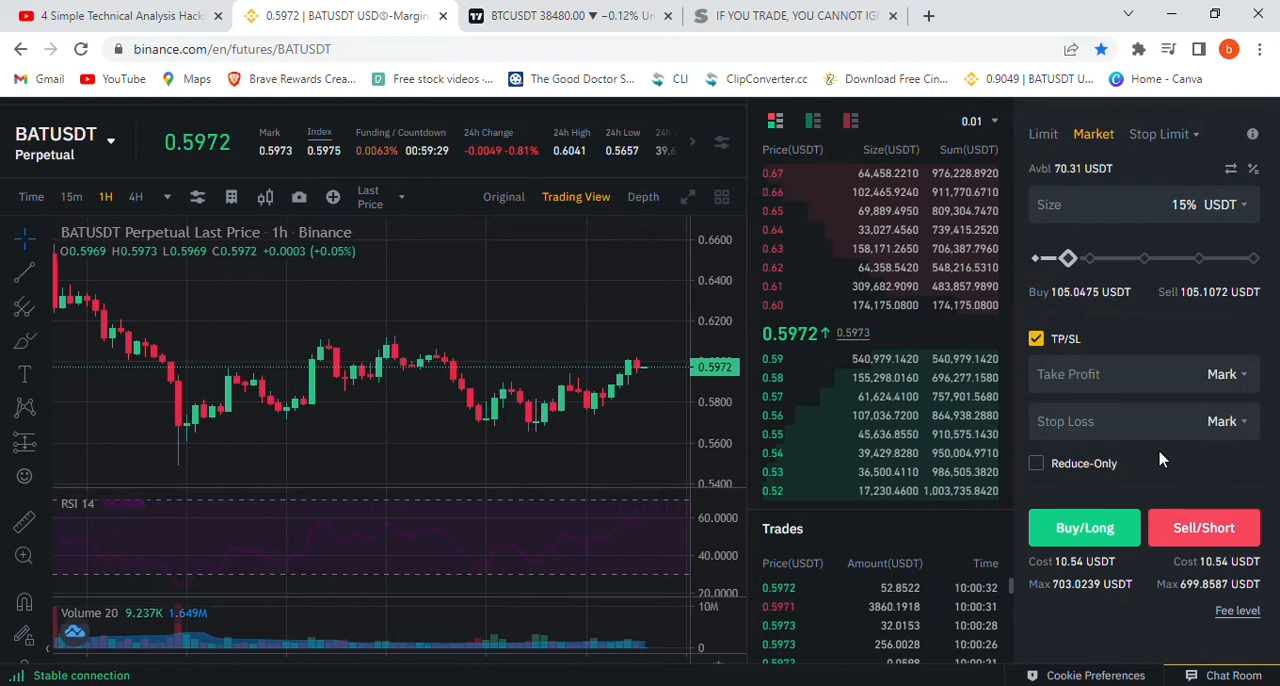 4 Simple Technical Analysis Hack
0.5972 | BATUSDT USDⓈ-Margin
BTCUSDT 38480.00 ▼ −0.12% Un
IF YOU TRADE, YOU CANNOT IGN
binance.com/en/futures/BATUSDT
b
Gmail YouTube Maps Brave Rewards Crea... Free stock videos -... The Good Doctor S... CLI ClipConverter.cc Download Free Cin... 0.9049 | BATUSDT U... Home - Canva
BATUSDT
Perpetual
0.5972
Mark
0.5973
Index
0.5975
Funding / Countdown
0.0063% 00:59:29
24h Change
-0.0049 -0.81%
24h High
0.6041
24h Low
0.5657
24h
39,6
Time 15m 1H 4H
Last Price
Original Trading View Depth
BATUSDT Perpetual Last Price · 1h · Binance
O0.5969 H0.5973 L0.5969 C0.5972 +0.0003 (+0.05%)
0.6600
0.6400
0.6200
0.5972
0.5800
0.5600
0.5400
RSI 14
60.0000
40.0000
20.0000
Volume 20 9.237K 1.649M
10M
0
0.01
Price(USDT) Size(USDT) Sum(USDT)
0.67 64,458.2210 976,228.8920
0.66 102,465.9240 911,770.6710
0.65 69,889.4950 809,304.7470
0.64 33,027.4560 739,415.2520
0.63 158,171.2650 706,387.7960
0.62 64,358.5420 548,216.5310
0.61 309,682.9090 483,857.9890
0.60 174,175.0800 174,175.0800
0.5972↑ 0.5973
0.59 540,979.1420 540,979.1420
0.58 155,298.0160 696,277.1580
0.57 61,624.4100 757,901.5680
0.56 107,036.7200 864,938.2880
0.55 45,636.8550 910,575.1430
0.54 39,429.8280 950,004.9710
0.53 36,500.4110 986,505.3820
0.52 17,230.4600 1,003,735.8420
Trades
Price(USDT) Amount(USDT) Time
0.5972 52.8522 10:00:32
0.5971 3860.1918 10:00:31
0.5973 32.0153 10:00:28
0.5973 256.0028 10:00:26
Limit Market Stop Limit
Avbl 70.31 USDT
Size 15% USDT
Buy 105.0475 USDT Sell 105.1072 USDT
TP/SL
Take Profit Mark
Stop Loss Mark
Reduce-Only
Buy/Long Sell/Short
Cost 10.54 USDT Cost 10.54 USDT
Max 703.0239 USDT Max 699.8587 USDT
Fee level
Stable connection
Cookie Preferences
Chat Room